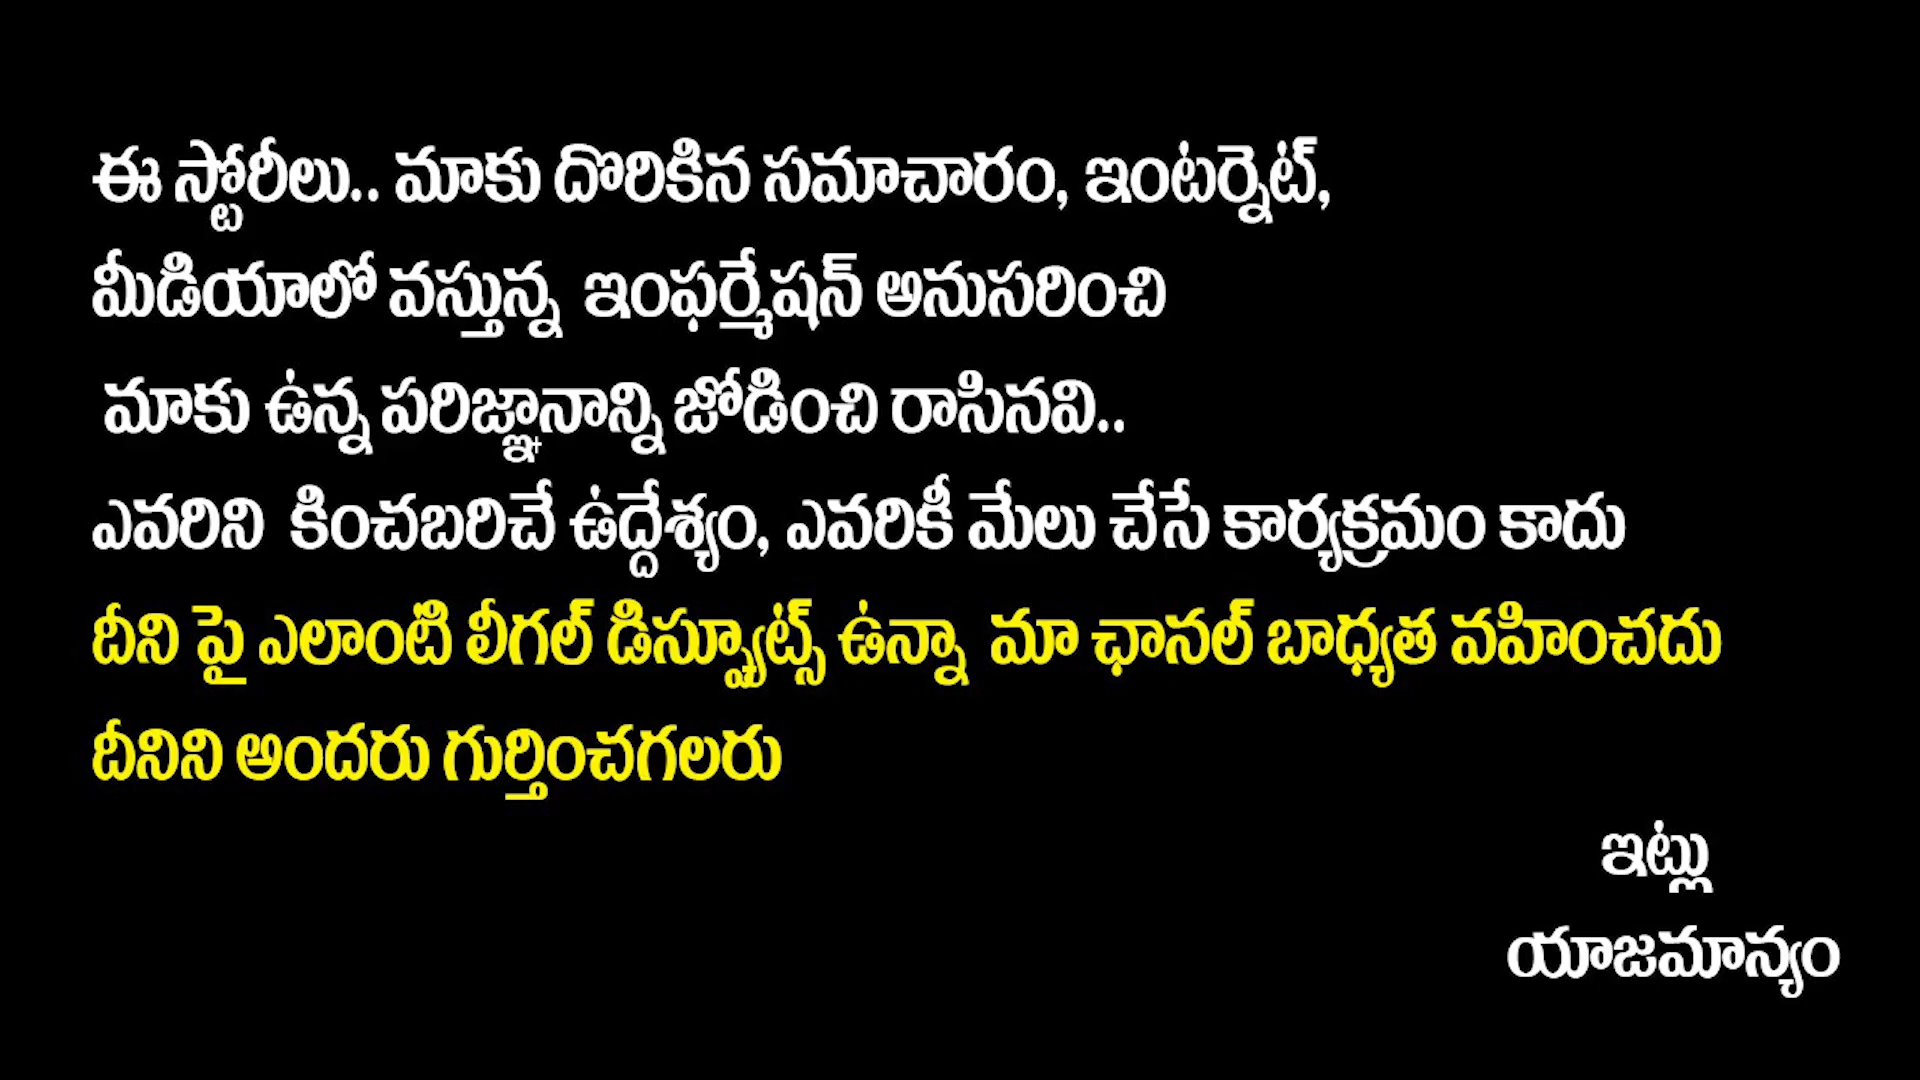 ఈ స్టోరీలు.. మాకు దొరికిన సమాచారం, ఇంటర్నెట్,
మీడియాలో వస్తున్న ఇంఫర్మేషన్ అనుసరించి
మాకు ఉన్న పరిజ్ఞానాన్ని జోడించి రాసినవి..
ఎవరిని కించబరిచే ఉద్దేశ్యం, ఎవరికీ మేలు చేసే కార్యక్రమం కాదు
దీని పై ఎలాంటి లీగల్ డిస్ప్యూట్స్ ఉన్నా మా ఛానల్ బాధ్యత వహించదు
దీనిని అందరు గుర్తించగలరు
ఇట్లు
యాజమాన్యం